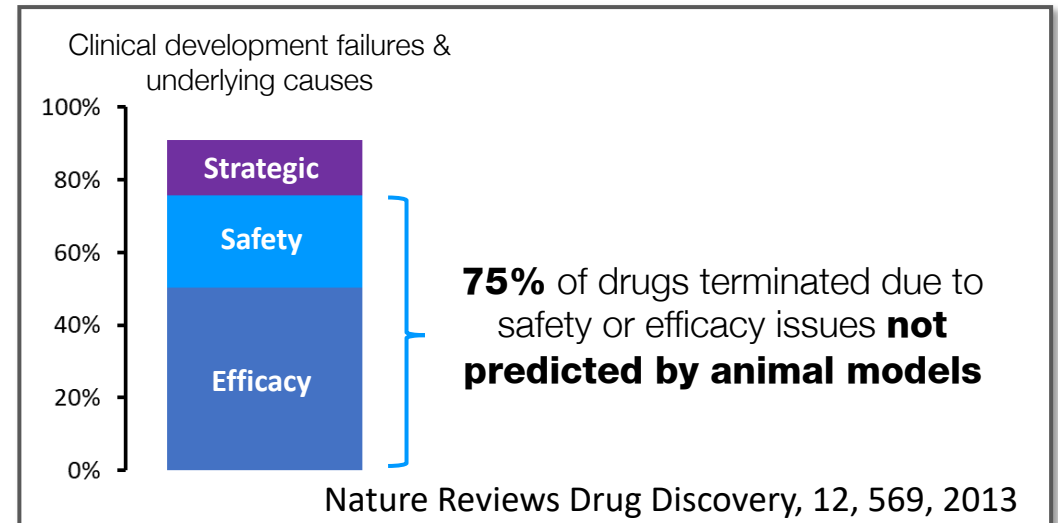 Clinical development failures &
underlying causes
100%
80%
60%
40%
20%
0%
Strategic
Safety
Efficacy
75% of drugs terminated due to
safety or efficacy issues not
predicted by animal models
Nature Reviews Drug Discovery, 12, 569, 2013